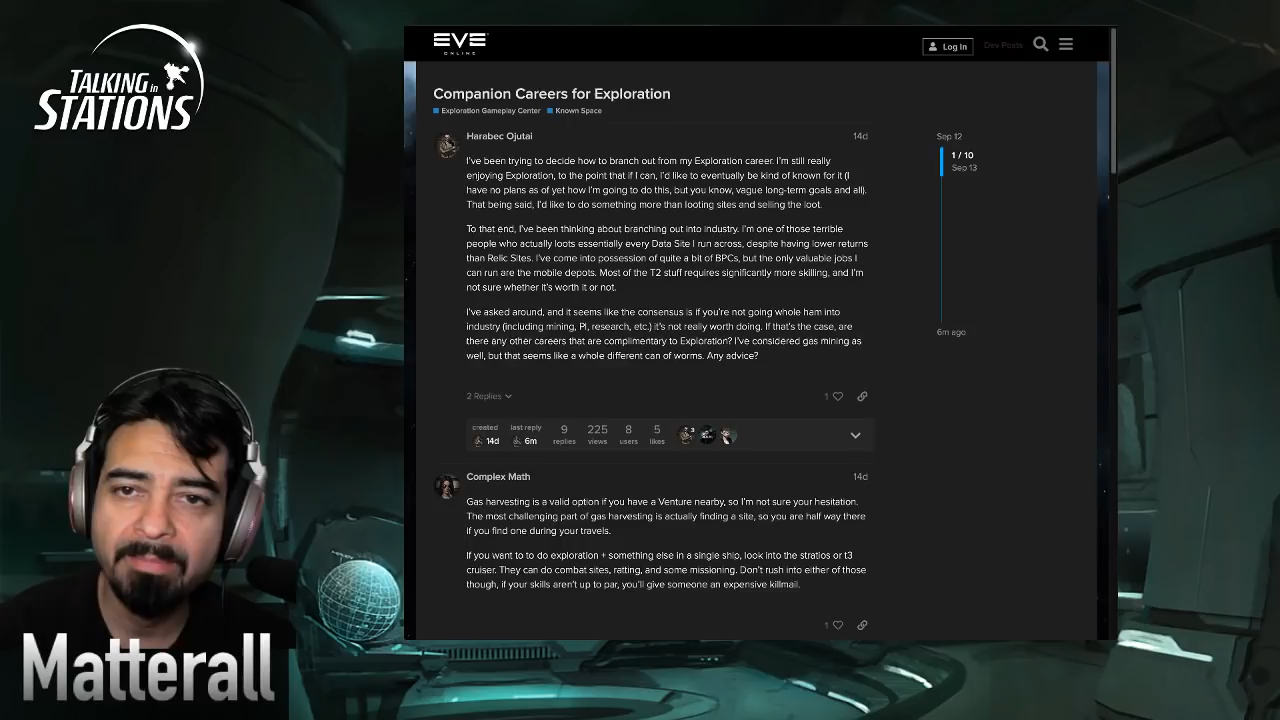 TALKING in
STATIONS
EVE
ONLINE
Log In
Dev Posts
Companion Careers for Exploration
Exploration Gameplay Center
Known Space
Harabec Ojutai
14d
I've been trying to decide how to branch out from my Exploration career. I'm still really
enjoying Exploration, to the point that if I can, I'd like to eventually be kind of known for it (I
have no plans as of yet how I'm going to do this, but you know, vague long-term goals and all).
That being said, I'd like to do something more than looting sites and selling the loot.
To that end, I've been thinking about branching out into industry. I'm one of those terrible
people who actually loots essentially every Data Site I run across, despite having lower returns
than Relic Sites. I've come into possession of quite a bit of BPCs, but the only valuable jobs I
can run are the mobile depots. Most of the T2 stuff requires significantly more skilling, and I'm
not sure whether it's worth it or not.
I've asked around, and it seems like the consensus is if you're not going whole ham into
industry (including mining, PI, research, etc.) it's not really worth doing. If that's the case, are
there any other careers that are complimentary to Exploration? I've considered gas mining as
well, but that seems like a whole different can of worms. Any advice?
2 Replies
1
created
14d
last reply
6m
9
replies
225
views
8
users
5
likes
3
Sep 12
1 / 10
Sep 13
6m ago
Complex Math
14d
Gas harvesting is a valid option if you have a Venture nearby, so I'm not sure your hesitation.
The most challenging part of gas harvesting is actually finding a site, so you are half way there
if you find one during your travels.
If you want to to do exploration + something else in a single ship, look into the stratios or t3
cruiser. They can do combat sites, ratting, and some missioning. Don't rush into either of those
though, if your skills aren't up to par, you'll give someone an expensive killmail.
1
Matterall